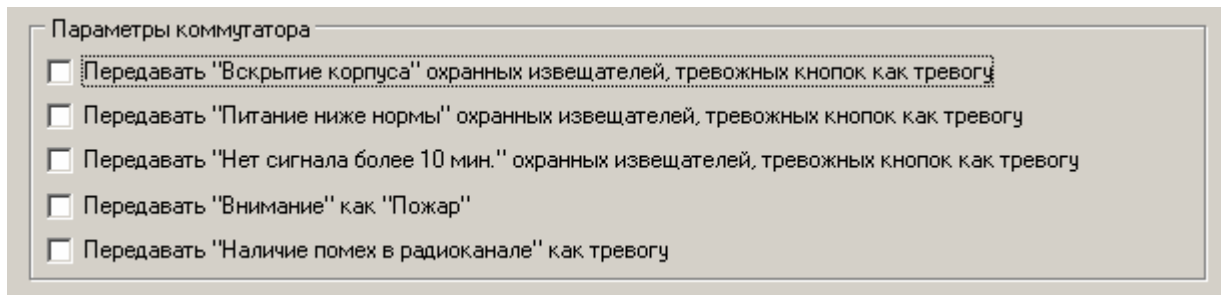 Параметры коммутатора
Передавать "Вскрытие корпуса" охранных извещателей, тревожных кнопок как тревогу
Передавать "Питание ниже нормы" охранных извещателей, тревожных кнопок как тревогу
Передавать "Нет сигнала более 10 мин." охранных извещателей, тревожных кнопок как тревогу
Передавать "Внимание" как "Пожар"
Передавать "Наличие помех в радиоканале" как тревогу